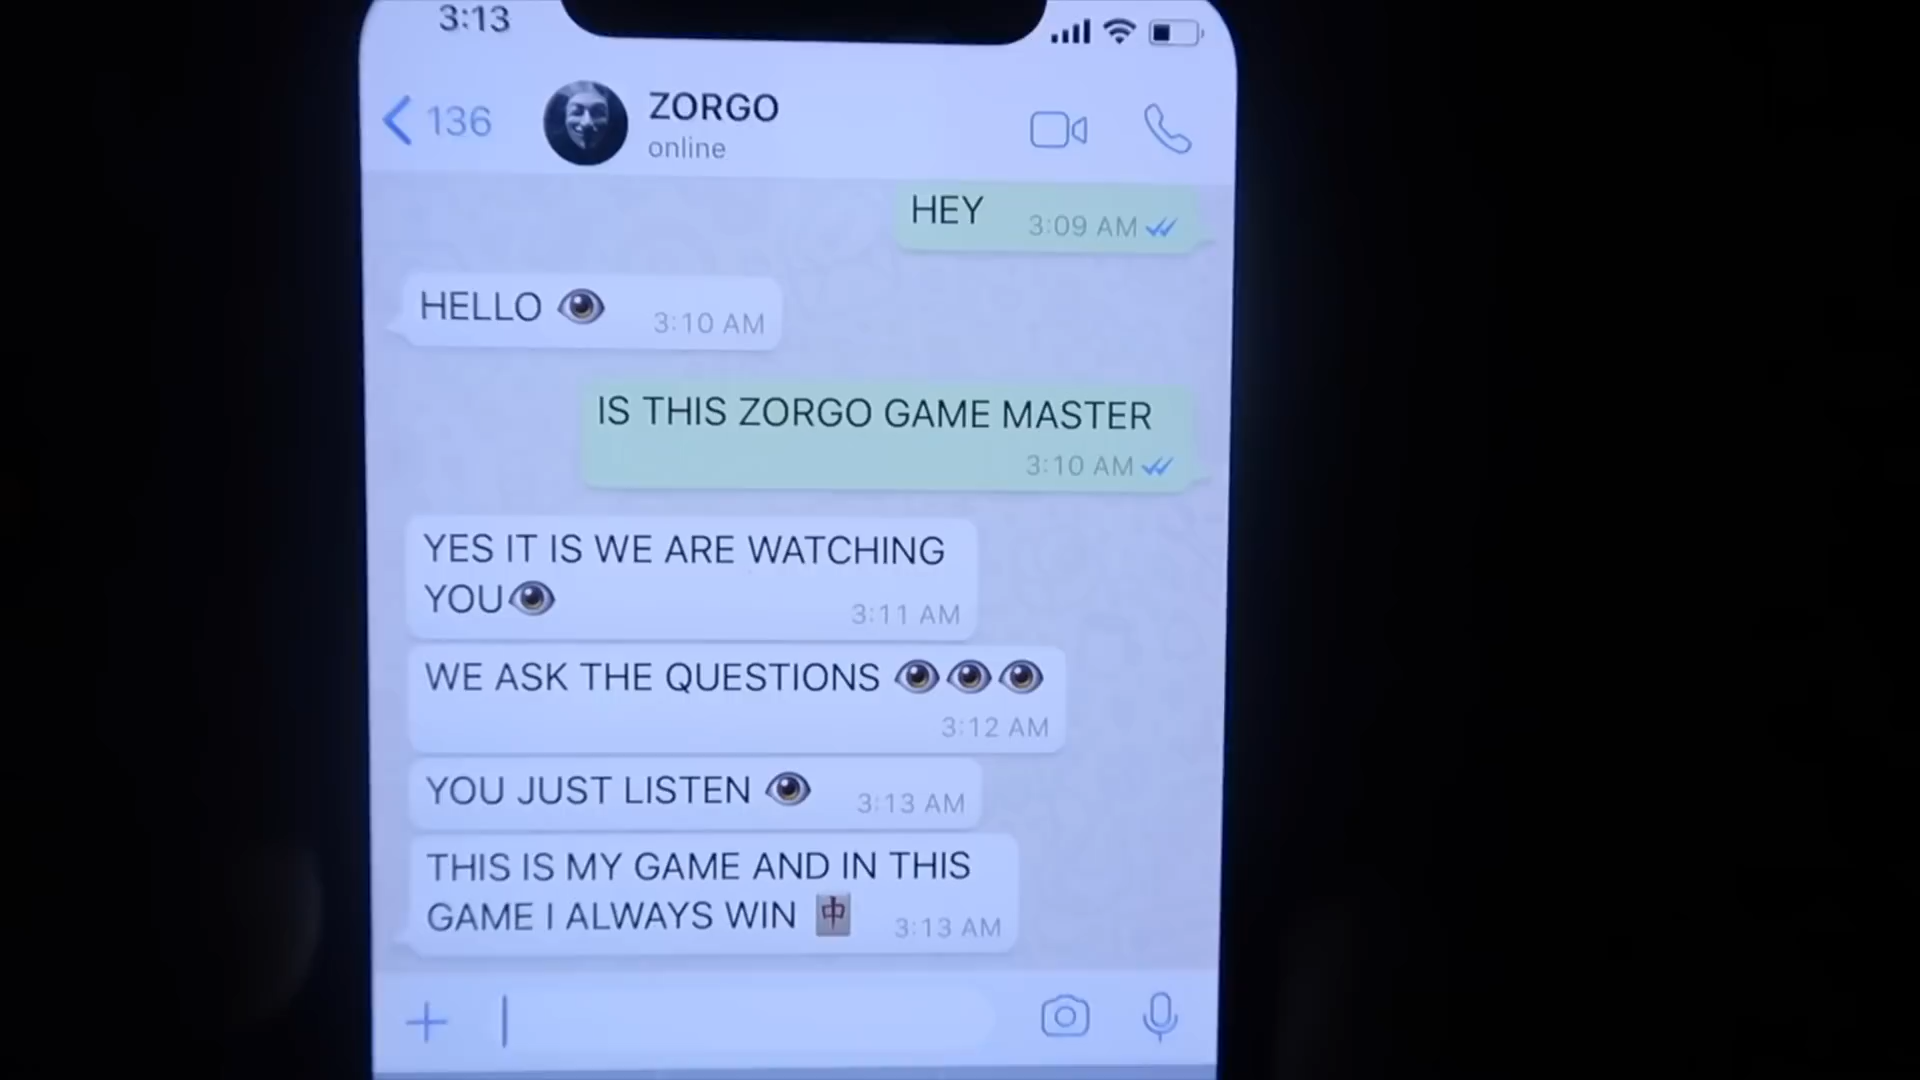 3:13
136
ZORGO
online
HEY 3:09 AM
HELLO 👁 3:10 AM
IS THIS ZORGO GAME MASTER
3:10 AM
YES IT IS WE ARE WATCHING
YOU👁 3:11 AM
WE ASK THE QUESTIONS 👁👁👁
3:12 AM
YOU JUST LISTEN 👁 3:13 AM
THIS IS MY GAME AND IN THIS
GAME I ALWAYS WIN 🀄 3:13 AM